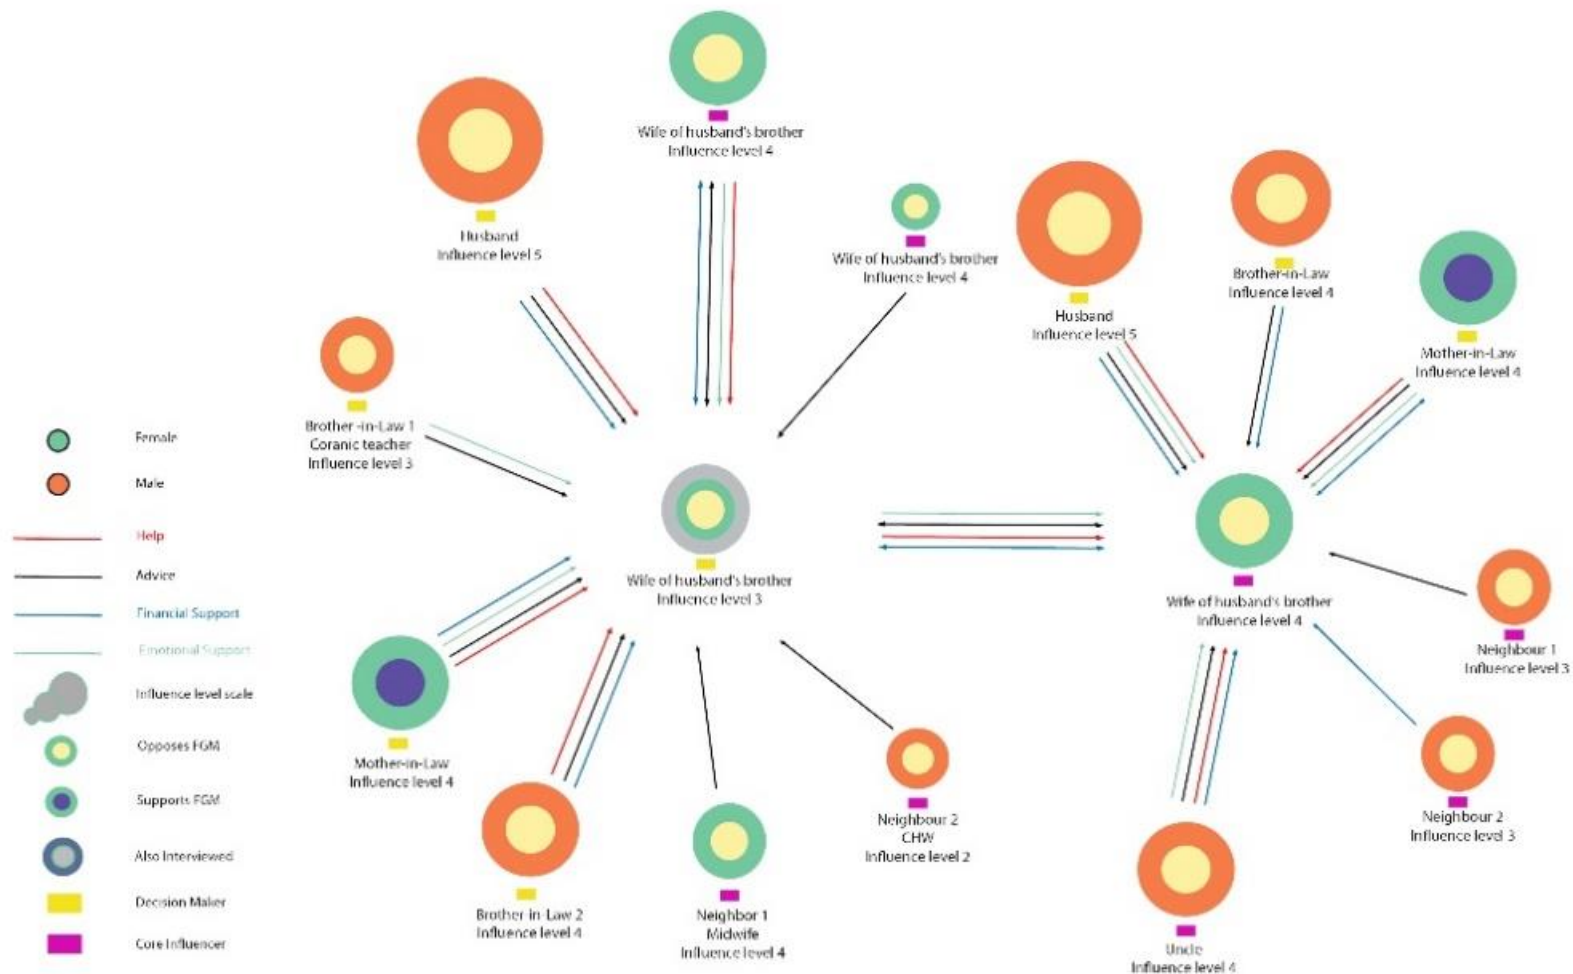 Wife of husband's brother
Influence level 4
Husband
Influence level 5
Wife of husband's brother
Influence level 4
Husband
Influence level 5
Brother-in-Law
Influence level 4
Mother-in-Law
Influence level 4
Brother -in-Law 1
Coranic teacher
Influence level 3
Wife of husband's brother
Influence level 3
Wife of husband's brother
Influence level 4
Neighbour 1
Influence level 3
Mother-in-Law
Influence level 4
Neighbour 2
CHW
Influence level 2
Neighbour 2
Influence level 3
Brother in-Law 2
Influence level 4
Neighbor 1
Midwife
Influence level 4
Uncle
Influence level 4
Female
Male
Help
Advice
Financial Support
Emotional Support
Influence level scale
Opposes FGM
Supports FGM
Also Interviewed
Decision Maker
Core Influencer